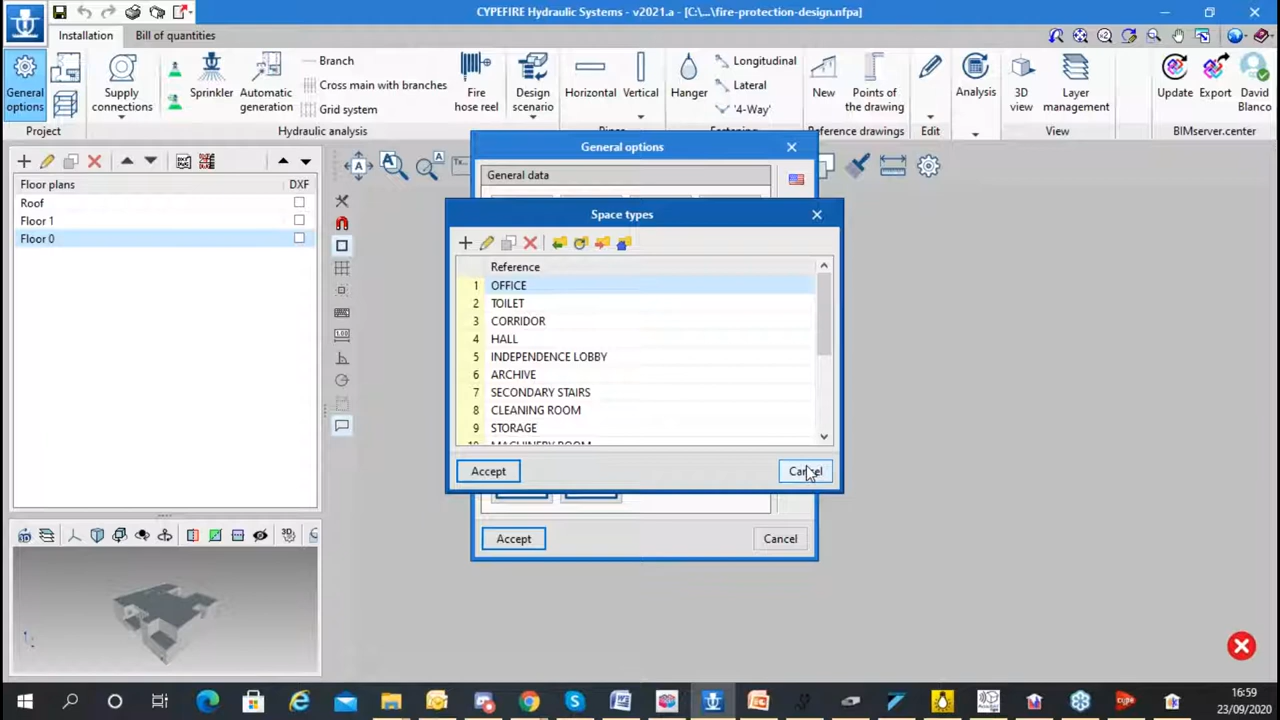 CYPEFIRE Hydraulic Systems - v2021.a - [C:\...\fire-protection-design.nfpa]
Installation
Bill of quantities
General options
Supply connections
Sprinkler
Automatic generation
Branch
Cross main with branches
Grid system
Fire hose reel
Design scenario
Horizontal
Vertical
Hanger
Longitudinal
Lateral
'4-Way'
New
Points of the drawing
Analysis
3D view
Layer management
Update
Export
David Blanco
Project
Hydraulic analysis
Reference drawings
Edit
View
BIMserver.center
Floor plans
DXF
Roof
Floor 1
Floor 0
General options
General data
Space types
Reference
1 OFFICE
2 TOILET
3 CORRIDOR
4 HALL
5 INDEPENDENCE LOBBY
6 ARCHIVE
7 SECONDARY STAIRS
8 CLEANING ROOM
9 STORAGE
10 MACHINERY ROOM
Accept
Cancel
Accept
Cancel
16:59
23/09/2020